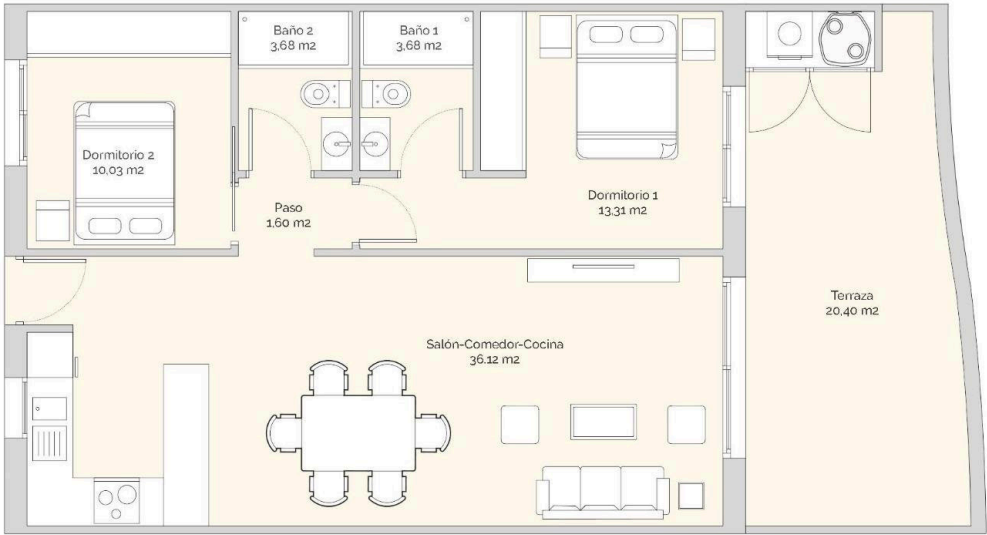 Baño 2
3,68 m2
Baño 1
3,68 m2
Dormitorio 2
10,03 m2
Dormitorio 1
13,31 m2
Paso
1,60 m2
Terraza
20,40 m2
Salón-Comedor-Cocina
36,12 m2